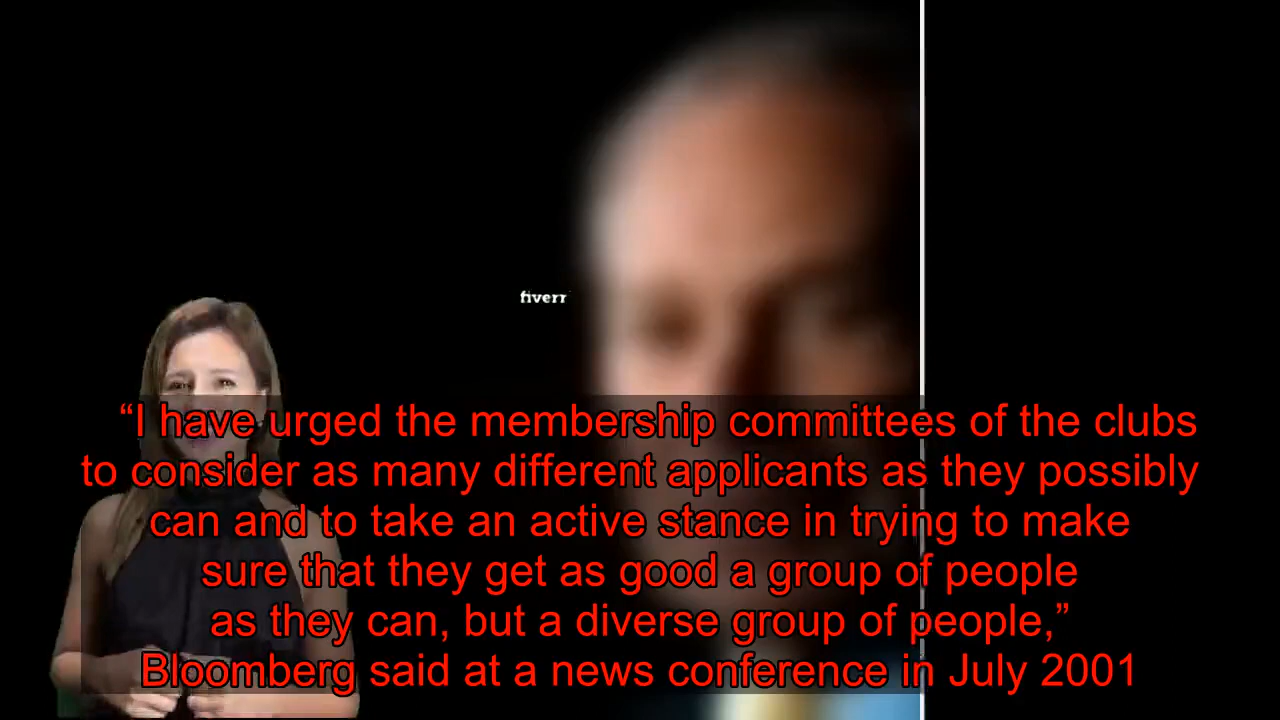 fiverr
“I have urged the membership committees of the clubs
to consider as many different applicants as they possibly
can and to take an active stance in trying to make
sure that they get as good a group of people
as they can, but a diverse group of people,”
Bloomberg said at a news conference in July 2001